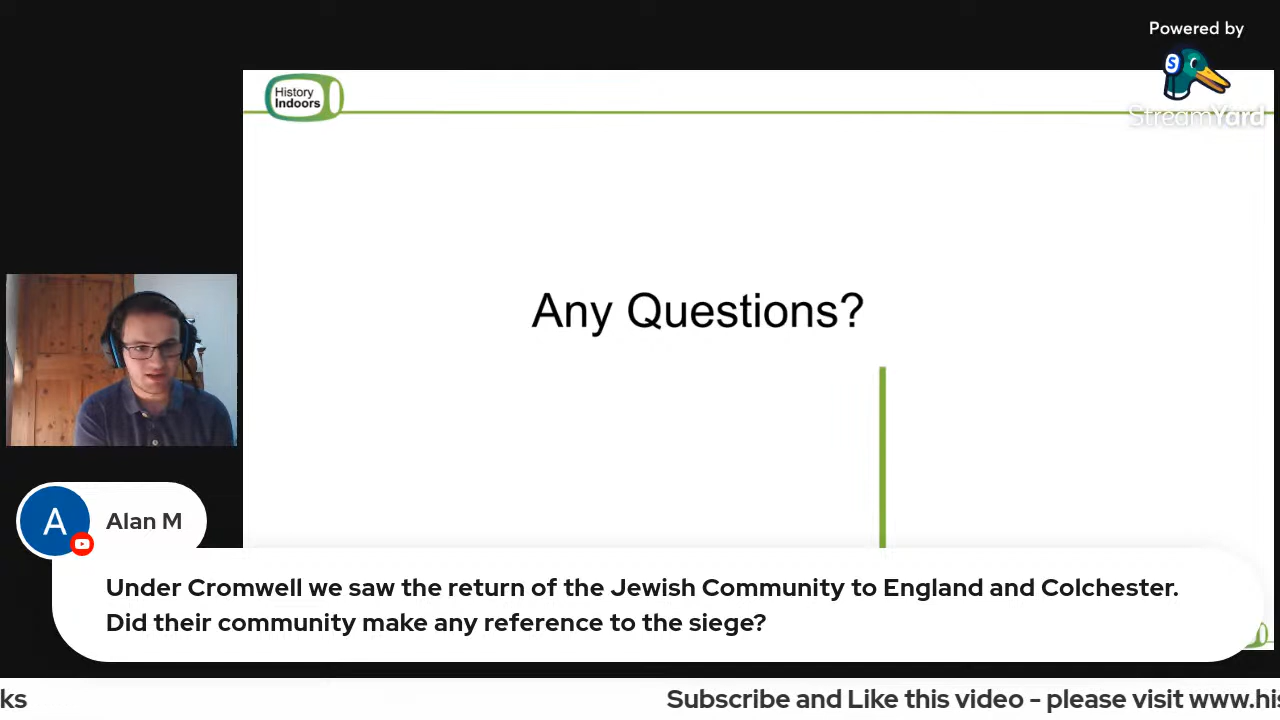 Powered by
S
StreamYard
History
Indoors
Any Questions?
A
Alan M
Under Cromwell we saw the return of the Jewish Community to England and Colchester.
Did their community make any reference to the siege?
ks
Subscribe and Like this video - please visit www.his